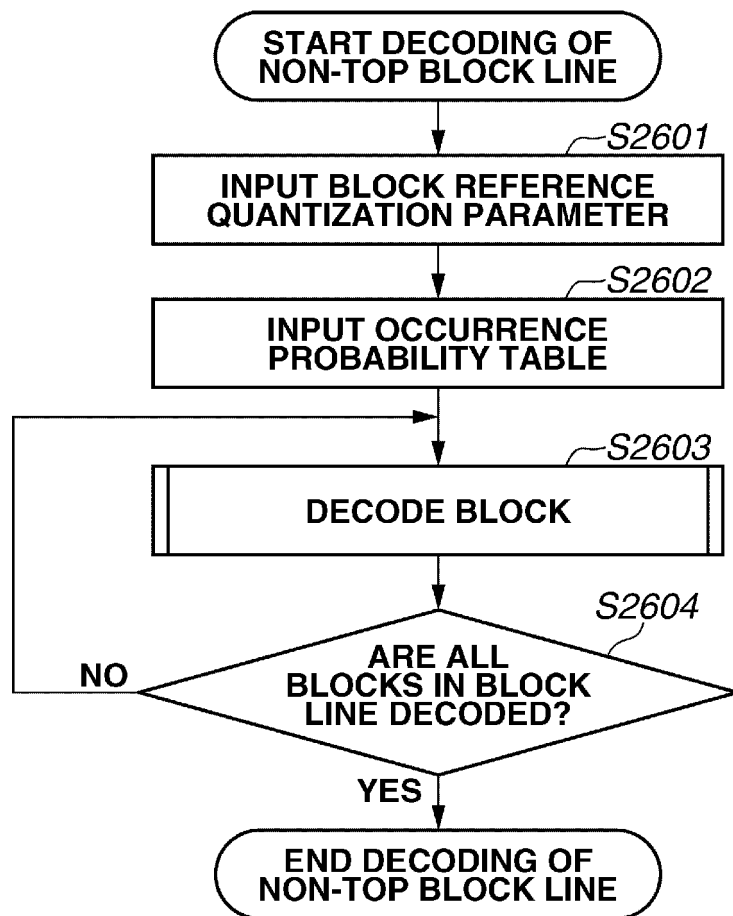 START DECODING OF
NON-TOP BLOCK LINE
S2601
INPUT BLOCK REFERENCE
QUANTIZATION PARAMETER
S2602
INPUT OCCURRENCE
PROBABILITY TABLE
S2603
DECODE BLOCK
S2604
ARE ALL
BLOCKS IN BLOCK
LINE DECODED?
NO
YES
END DECODING OF
NON-TOP BLOCK LINE